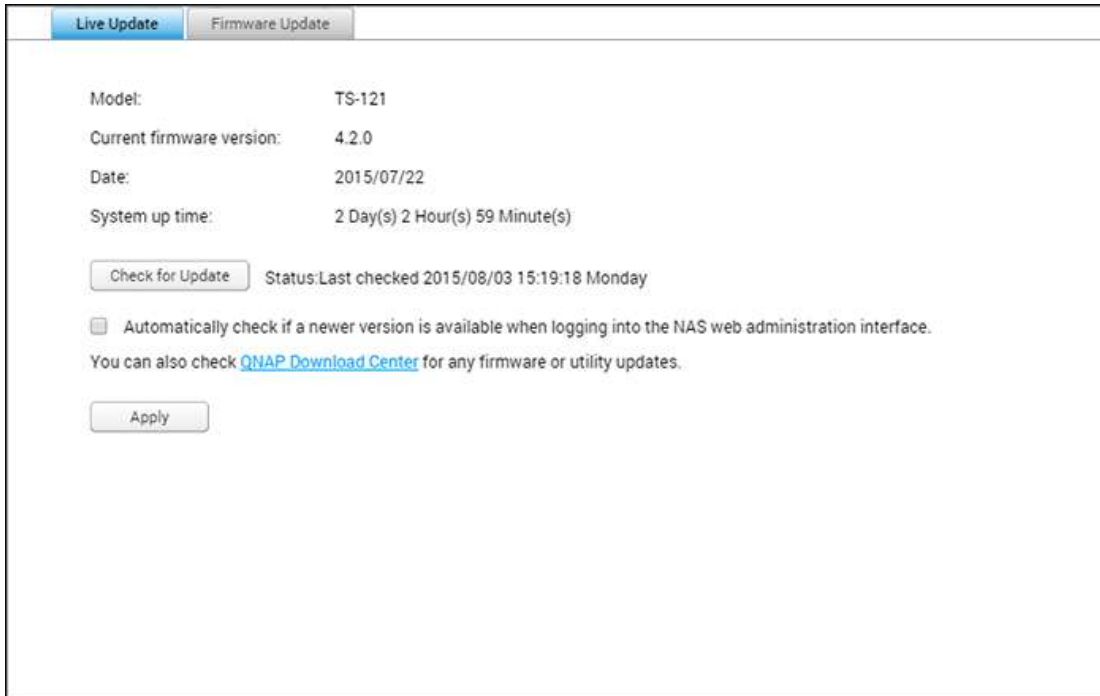 Live Update Firmware Update
Model: TS-121
Current firmware version: 4.2.0
Date: 2015/07/22
System up time: 2 Day(s) 2 Hour(s) 59 Minute(s)
Check for Update Status:Last checked 2015/08/03 15:19:18 Monday
Automatically check if a newer version is available when logging into the NAS web administration interface.
You can also check QNAP Download Center for any firmware or utility updates.
Apply